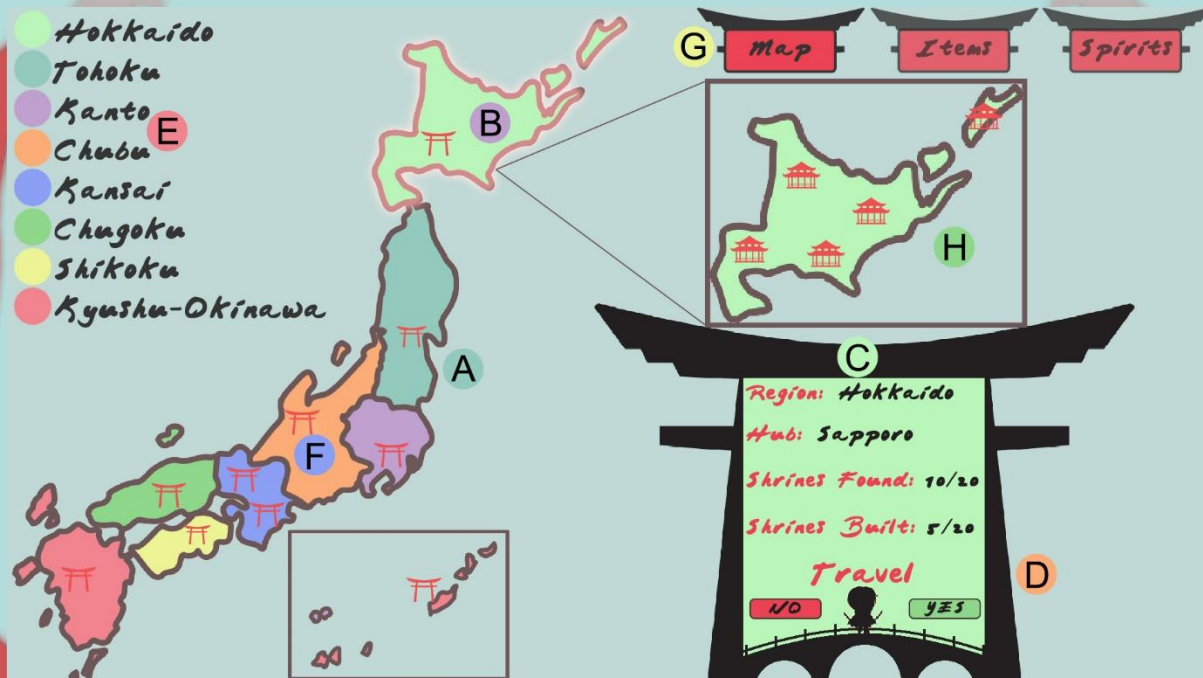 Hokkaido
Tohoku
Kanto
E
Chubu
Kansai
Chugoku
Shikoku
Kyushu-Okinawa
B
A
F
G
Map
Items
Spirits
H
C
Region: Hokkaido
Hub: Sapporo
Shrines Found: 10/20
Shrines Built: 5/20
D
Travel
NO
YES